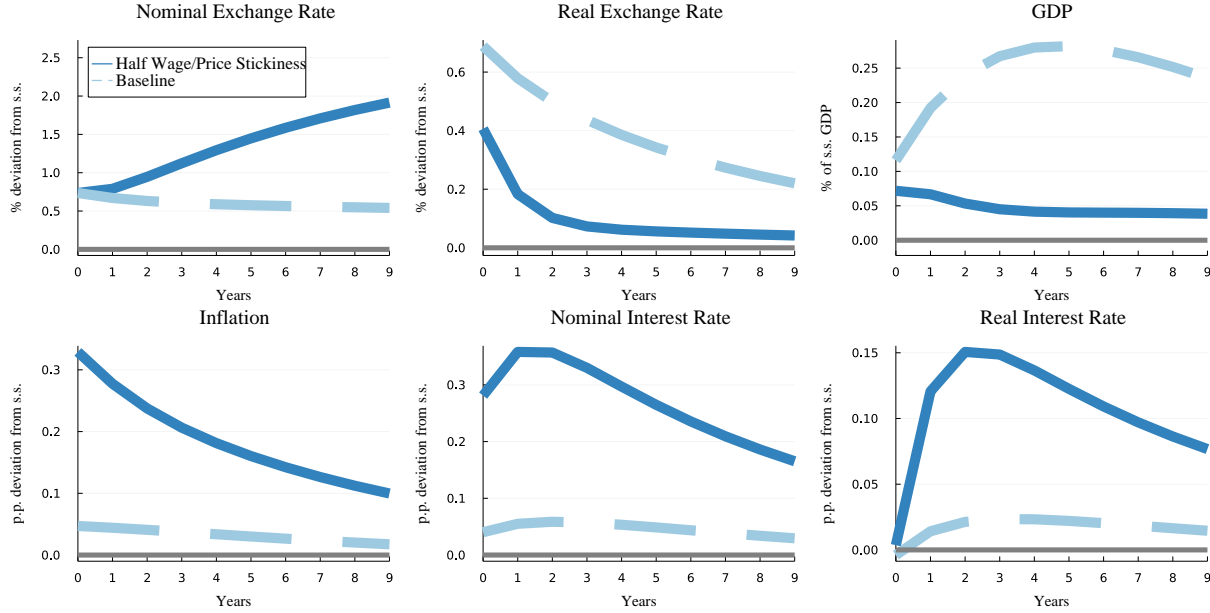 Nominal Exchange Rate
Real Exchange Rate
GDP
% deviation from s.s.
2.5
2.0
1.5
1.0
0.5
0.0
Half Wage/Price Stickiness
Baseline
0 1 2 3 4 5 6 7 8 9
Years
% deviation from s.s.
0.6
0.4
0.2
0.0
0 1 2 3 4 5 6 7 8 9
Years
% of s.s. GDP
0.25
0.20
0.15
0.10
0.05
0.00
0 1 2 3 4 5 6 7 8 9
Years
Inflation
Nominal Interest Rate
Real Interest Rate
p.p. deviation from s.s.
0.3
0.2
0.1
0.0
0 1 2 3 4 5 6 7 8 9
Years
p.p. deviation from s.s.
0.3
0.2
0.1
0.0
0 1 2 3 4 5 6 7 8 9
Years
p.p. deviation from s.s.
0.15
0.10
0.05
0.00
0 1 2 3 4 5 6 7 8 9
Years